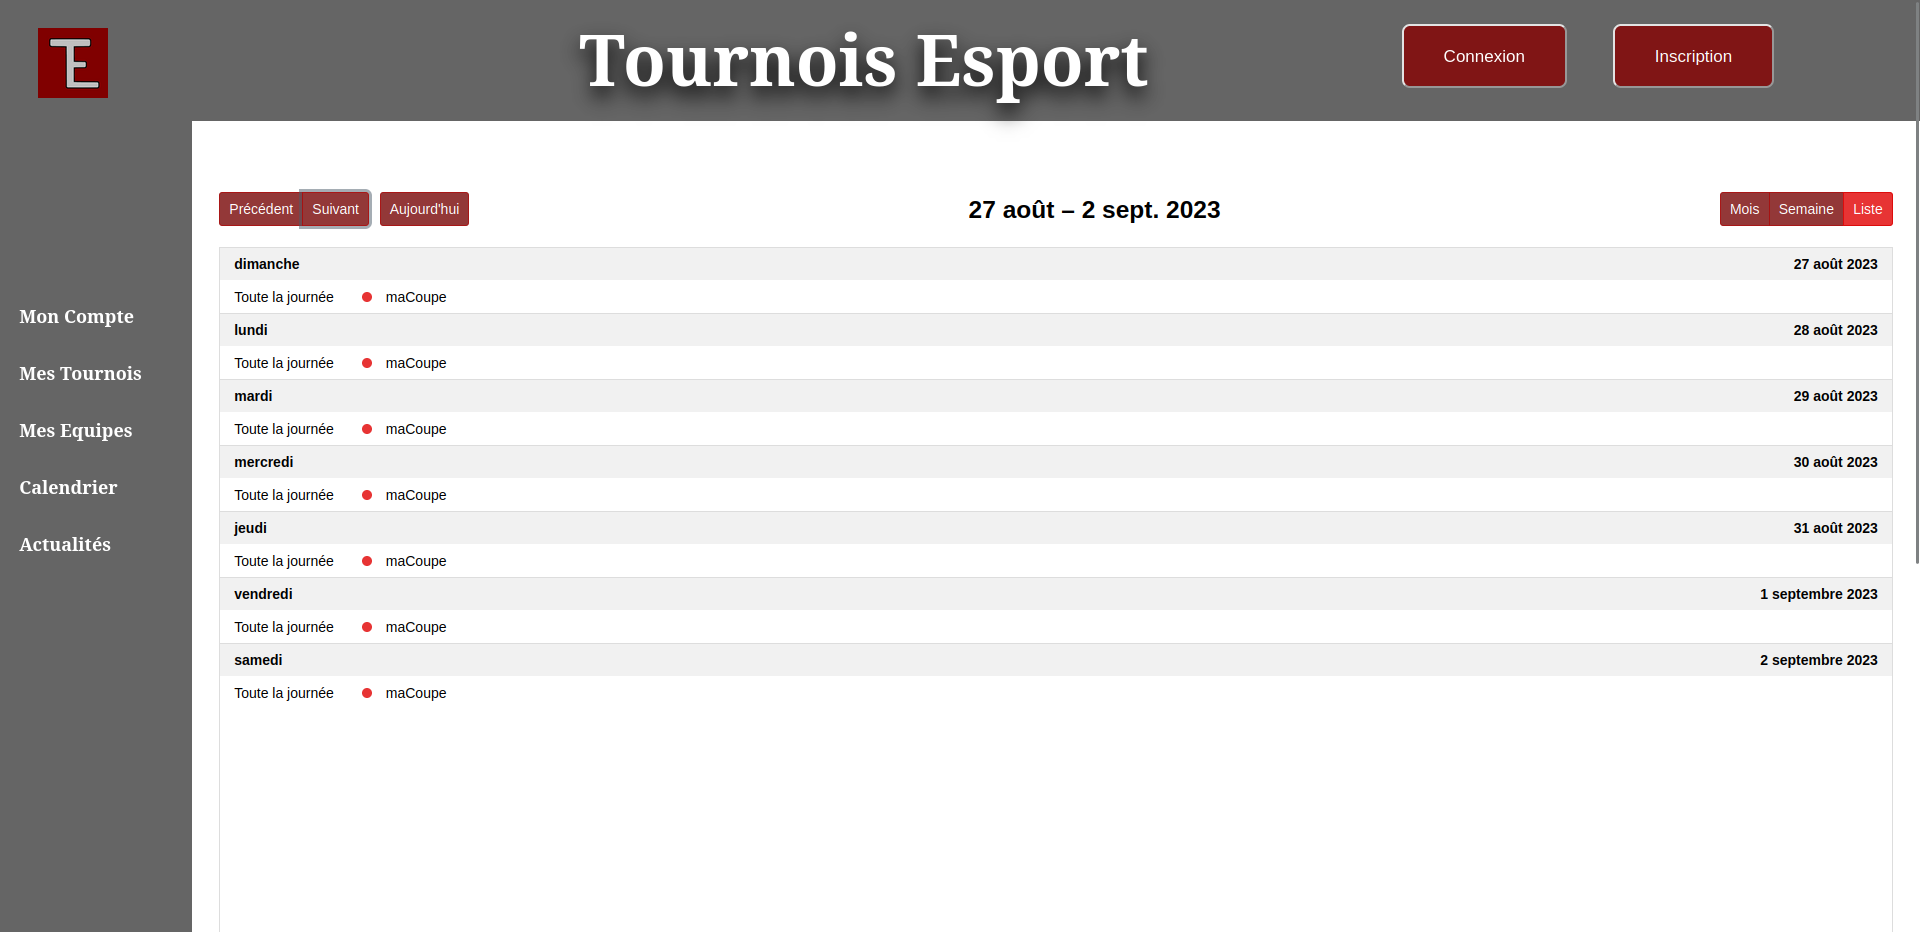 TE
Tournois Esport
Connexion
Inscription
Mon Compte
Mes Tournois
Mes Equipes
Calendrier
Actualités
Précédent Suivant Aujourd'hui
27 août – 2 sept. 2023
Mois Semaine Liste
dimanche 27 août 2023
Toute la journée maCoupe
lundi 28 août 2023
Toute la journée maCoupe
mardi 29 août 2023
Toute la journée maCoupe
mercredi 30 août 2023
Toute la journée maCoupe
jeudi 31 août 2023
Toute la journée maCoupe
vendredi 1 septembre 2023
Toute la journée maCoupe
samedi 2 septembre 2023
Toute la journée maCoupe